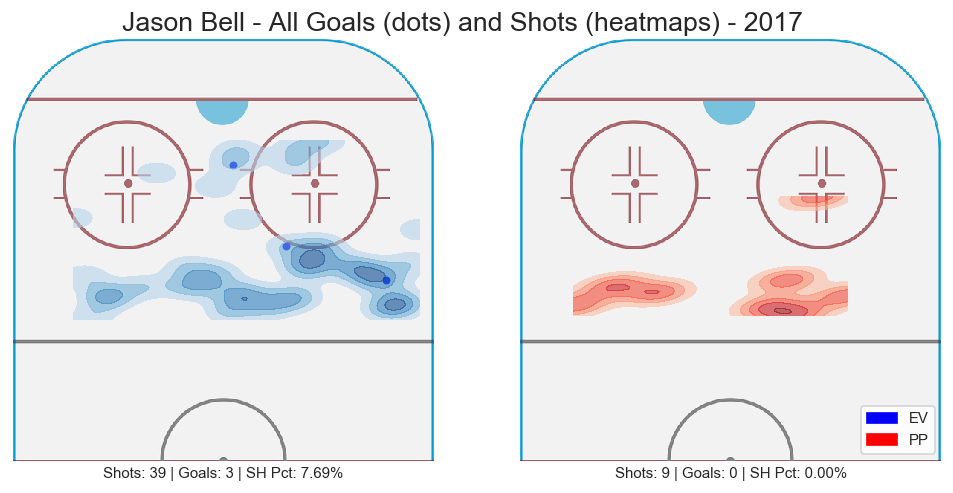 Jason Bell - All Goals (dots) and Shots (heatmaps) - 2017
EV
PP
Shots: 39 | Goals: 3 | SH Pct: 7.69%
Shots: 9 | Goals: 0 | SH Pct: 0.00%